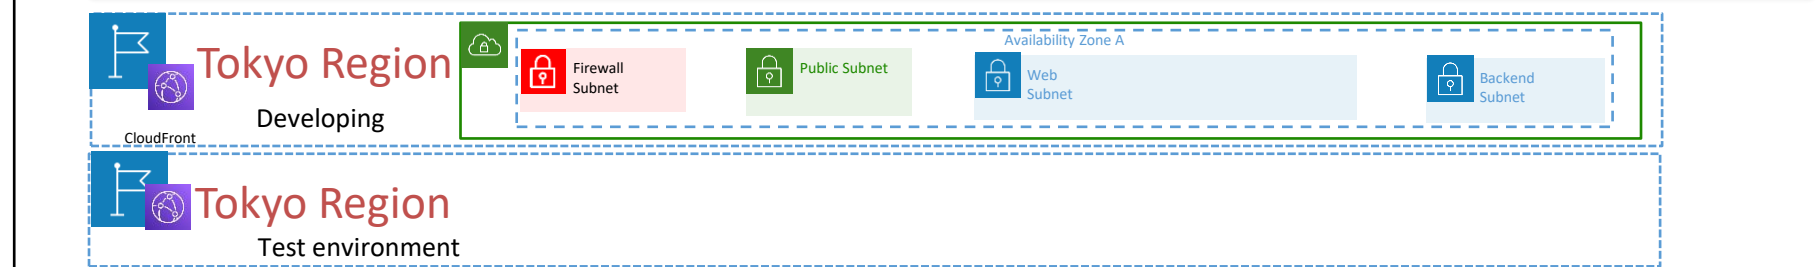 Tokyo Region
Developing
CloudFront
Availability Zone A
Firewall
Subnet
Public Subnet
Web
Subnet
Backend
Subnet
Tokyo Region
Test environment